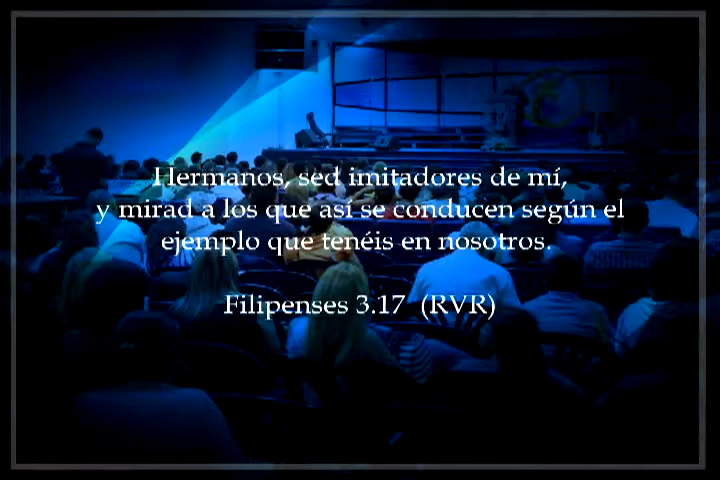 Hermanos, sed imitadores de mí,
y mirad a los que así se conducen según el
ejemplo que tenéis en nosotros.
Filipenses 3.17 (RVR)